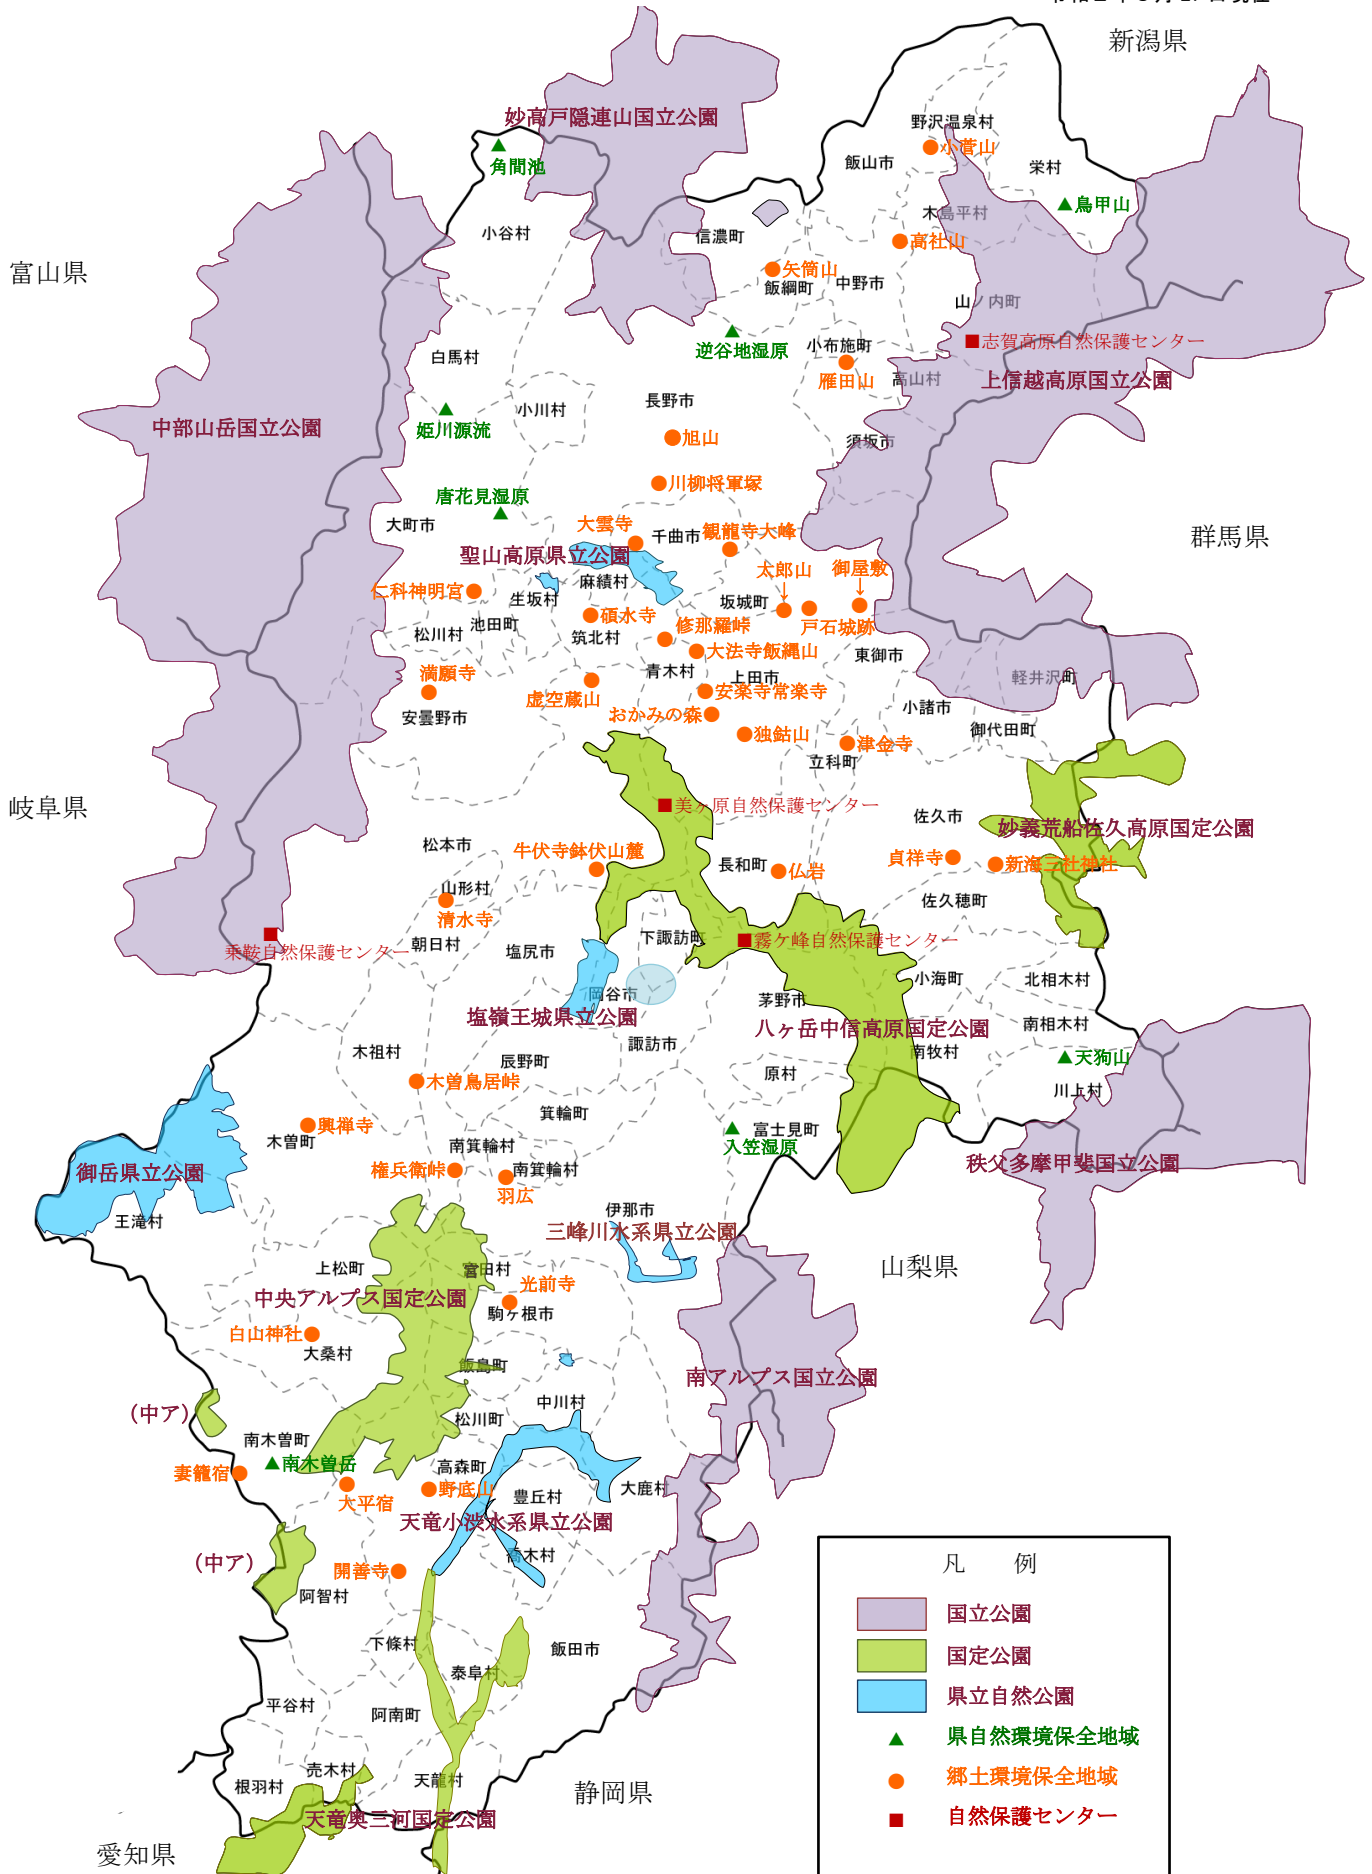 新潟県
妙高戸隠連山国立公園
野沢温泉村
角間池
小菅山
飯山市
栄村
鳥甲山
木島平村
小谷村
信濃町
高社山
富山県
矢筒山
飯綱町
中野市
山ノ内町
逆谷地湿原
小布施町
志賀高原自然保護センター
白馬村
雁田山
高山村
上信越高原国立公園
小川村
長野市
中部山岳国立公園
姫川源流
旭山
須坂市
川柳将軍塚
唐花見湿原
大町市
大雲寺
千曲市
観龍寺大峰
群馬県
聖山高原県立公園
太郎山
御屋敷
↓
↓
麻績村
仁科神明宮
生坂村
坂城町
碩水寺
池田町
松川村
筑北村
修那羅峠
戸石城跡
大法寺飯縄山
東御市
満願寺
青木村
上田市
軽井沢町
虚空蔵山
安楽寺常楽寺
安曇野市
おかみの森
小諸市
御代田町
独鈷山
津金寺
立科町
岐阜県
美ヶ原自然保護センター
佐久市
妙義荒船佐久高原国定公園
松本市
牛伏寺鉢伏山麓
長和町
仏岩
貞祥寺
新海三社神社
山形村
清水寺
佐久穂町
朝日村
乗鞍自然保護センター
塩尻市
下諏訪町
霧ケ峰自然保護センター
小海町
北相木村
岡谷市
茅野市
塩嶺王城県立公園
八ヶ岳中信高原国定公園
南相木村
木祖村
諏訪市
南牧村
辰野町
天狗山
原村
木曽鳥居峠
川上村
箕輪町
興禅寺
木曽町
富士見町
入笠湿原
南箕輪村
御岳県立公園
権兵衛峠
南箕輪村
秩父多摩甲斐国立公園
羽広
王滝村
伊那市
三峰川水系県立公園
山梨県
上松町
宮田村
光前寺
中央アルプス国定公園
駒ヶ根市
白山神社
大桑村
飯島町
南アルプス国立公園
中川村
(中ア)
松川町
南木曽町
南木曽岳
高森町
妻籠宿
大平宿
野底山
豊丘村
大鹿村
天竜小渋水系県立公園
(中ア)
喬木村
開善寺
阿智村
下條村
飯田市
泰阜村
平谷村
阿南町
売木村
天龍村
根羽村
静岡県
天竜奥三河国定公園
愛知県
凡 例
国立公園
国定公園
県立自然公園
県自然環境保全地域
郷土環境保全地域
自然保護センター